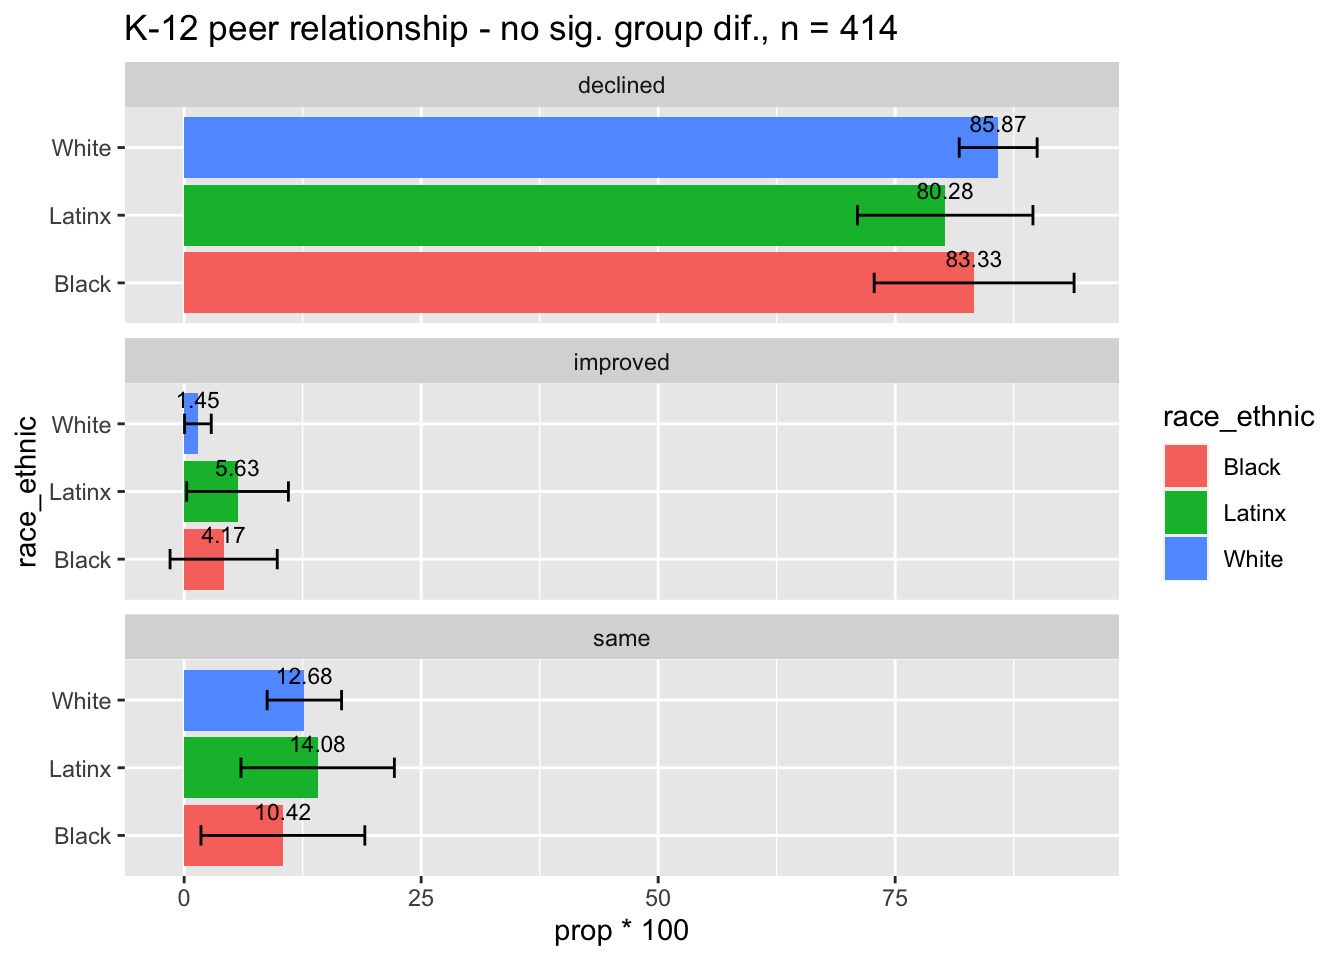 K-12 peer relationship - no sig. group dif., n = 414
declined
White
85.87
Latinx
80.28
Black
83.33
improved
White
1.45
Latinx
5.63
Black
4.17
same
White
12.68
Latinx
14.08
Black
10.42
0 25 50 75
prop * 100
race_ethnic
race_ethnic
Black
Latinx
White